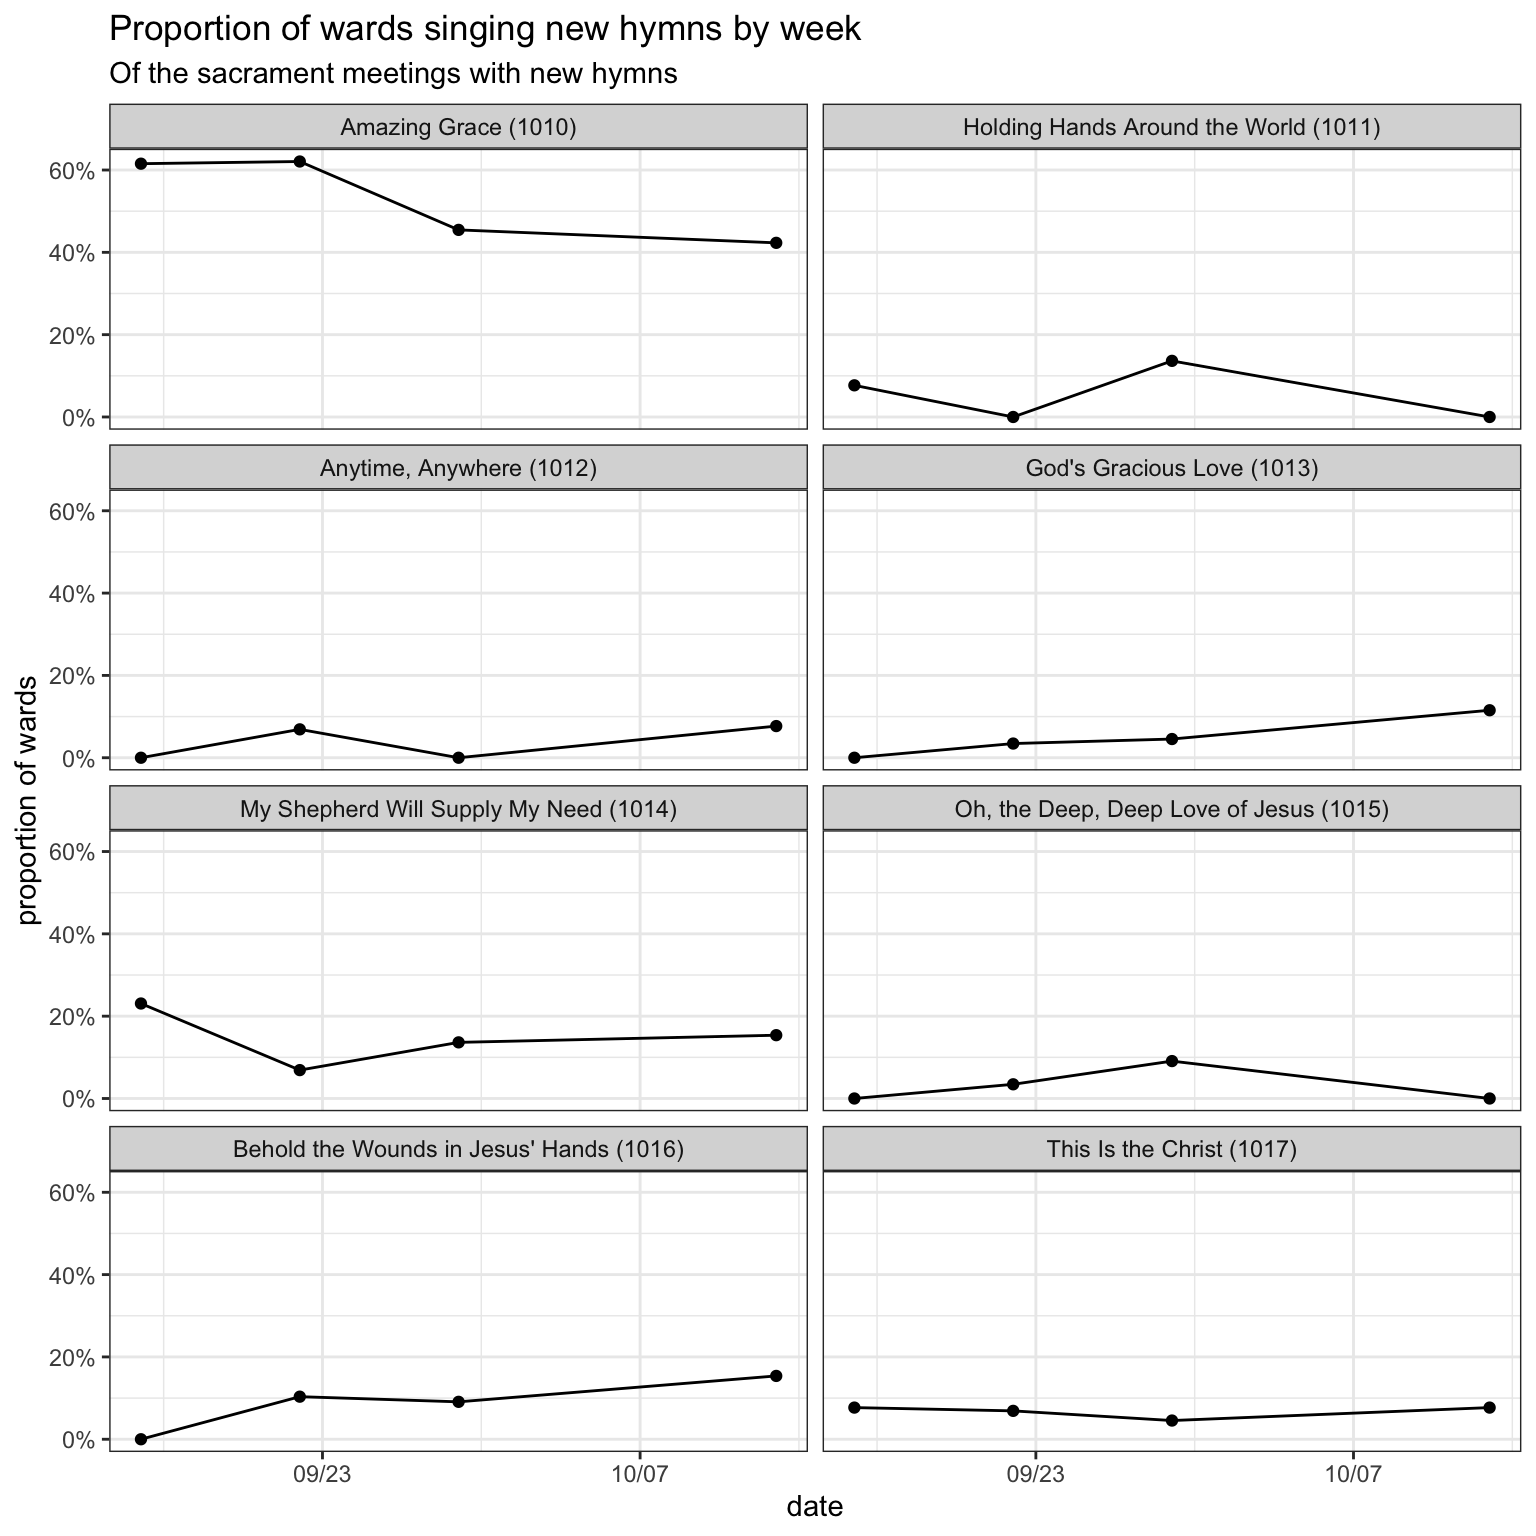 Proportion of wards singing new hymns by week
Of the sacrament meetings with new hymns
Amazing Grace (1010)
Holding Hands Around the World (1011)
60%
40%
20%
0%
Anytime, Anywhere (1012)
God's Gracious Love (1013)
60%
40%
20%
0%
My Shepherd Will Supply My Need (1014)
Oh, the Deep, Deep Love of Jesus (1015)
60%
40%
20%
0%
Behold the Wounds in Jesus' Hands (1016)
This Is the Christ (1017)
60%
40%
20%
0%
proportion of wards
09/23
10/07
09/23
10/07
date